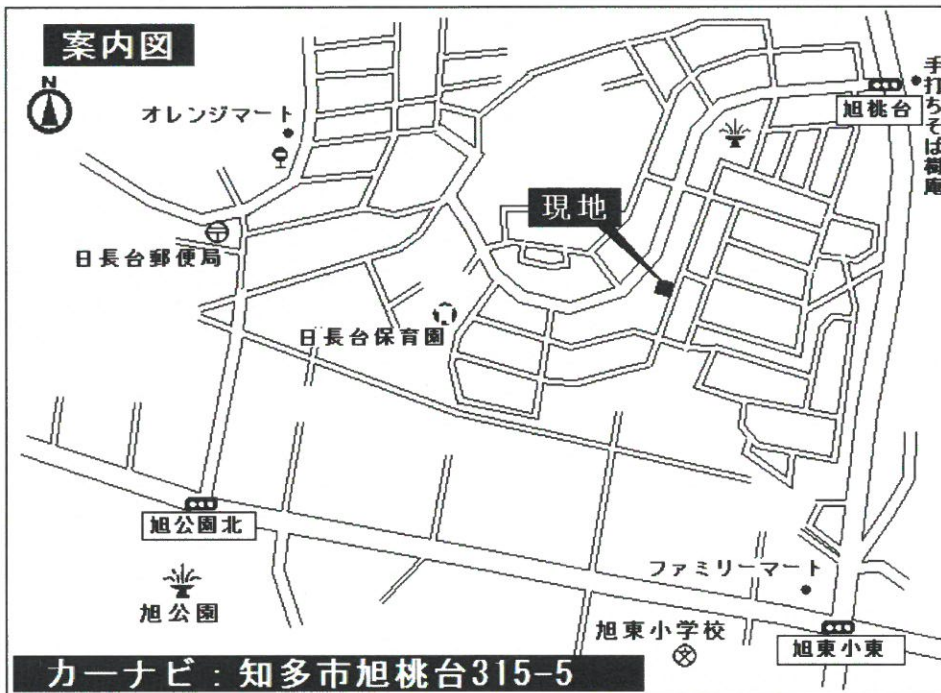 案内図
N
オレンジマート
旭桃台
手打ちそば樹庵
現地
日長台郵便局
日長台保育園
旭公園北
ファミリーマート
旭公園
旭東小学校
旭東小東
カーナビ：知多市旭桃台315-5